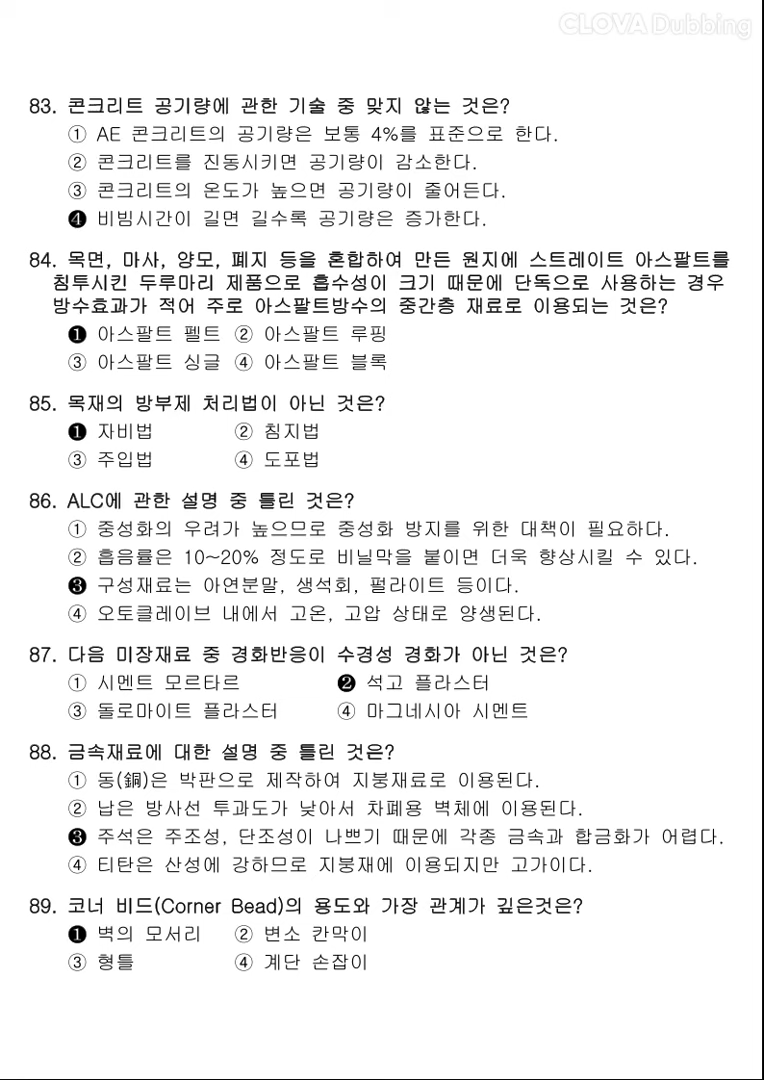 CLOVA Dubbing
83. 콘크리트 공기량에 관한 기술 중 맞지 않는 것은?
① AE 콘크리트의 공기량은 보통 4%를 표준으로 한다.
② 콘크리트를 진동시키면 공기량이 감소한다.
③ 콘크리트의 온도가 높으면 공기량이 줄어든다.
❹ 비빔시간이 길면 길수록 공기량은 증가한다.
84. 목면, 마사, 양모, 폐지 등을 혼합하여 만든 원지에 스트레이트 아스팔트를
침투시킨 두루마리 제품으로 흡수성이 크기 때문에 단독으로 사용하는 경우
방수효과가 적어 주로 아스팔트방수의 중간층 재료로 이용되는 것은?
❶ 아스팔트 펠트 ② 아스팔트 루핑
③ 아스팔트 싱글 ④ 아스팔트 블록
85. 목재의 방부제 처리법이 아닌 것은?
❶ 자비법 ② 침지법
③ 주입법 ④ 도포법
86. ALC에 관한 설명 중 틀린 것은?
① 중성화의 우려가 높으므로 중성화 방지를 위한 대책이 필요하다.
② 흡음률은 10~20% 정도로 비닐막을 붙이면 더욱 향상시킬 수 있다.
❸ 구성재료는 아연분말, 생석회, 펄라이트 등이다.
④ 오토클레이브 내에서 고온, 고압 상태로 양생된다.
87. 다음 미장재료 중 경화반응이 수경성 경화가 아닌 것은?
① 시멘트 모르타르 ❷ 석고 플라스터
③ 돌로마이트 플라스터 ④ 마그네시아 시멘트
88. 금속재료에 대한 설명 중 틀린 것은?
① 동(銅)은 박판으로 제작하여 지붕재료로 이용된다.
② 납은 방사선 투과도가 낮아서 차폐용 벽체에 이용된다.
❸ 주석은 주조성, 단조성이 나쁘기 때문에 각종 금속과 합금화가 어렵다.
④ 티탄은 산성에 강하므로 지붕재에 이용되지만 고가이다.
89. 코너 비드(Corner Bead)의 용도와 가장 관계가 깊은것은?
❶ 벽의 모서리 ② 변소 칸막이
③ 형틀 ④ 계단 손잡이